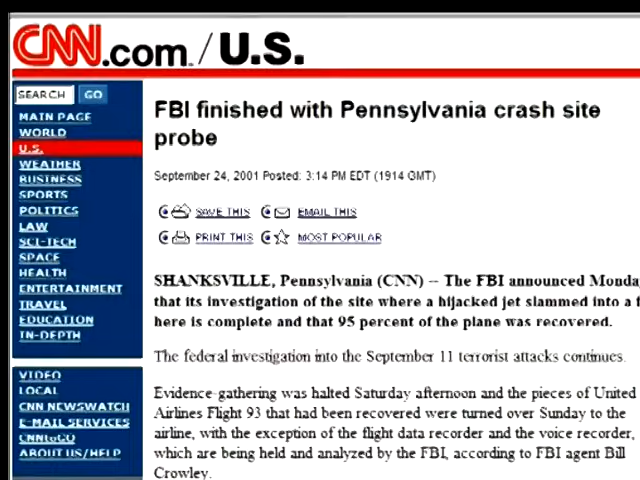 CNN.com / U.S.
SEARCH GO
MAIN PAGE
WORLD
U.S.
WEATHER
BUSINESS
SPORTS
POLITICS
LAW
SCI-TECH
SPACE
HEALTH
ENTERTAINMENT
TRAVEL
EDUCATION
IN-DEPTH
VIDEO
LOCAL
CNN NEWSWATCH
E-MAIL SERVICES
CNNtoGO
ABOUT US/HELP
FBI finished with Pennsylvania crash site
probe
September 24, 2001 Posted: 3:14 PM EDT (1914 GMT)
SAVE THIS EMAIL THIS
PRINT THIS MOST POPULAR
SHANKSVILLE, Pennsylvania (CNN) -- The FBI announced Monda
that its investigation of the site where a hijacked jet slammed into a f
here is complete and that 95 percent of the plane was recovered.
The federal investigation into the September 11 terrorist attacks continues.
Evidence-gathering was halted Saturday afternoon and the pieces of United
Airlines Flight 93 that had been recovered were turned over Sunday to the
airline, with the exception of the flight data recorder and the voice recorder,
which are being held and analyzed by the FBI, according to FBI agent Bill
Crowley.